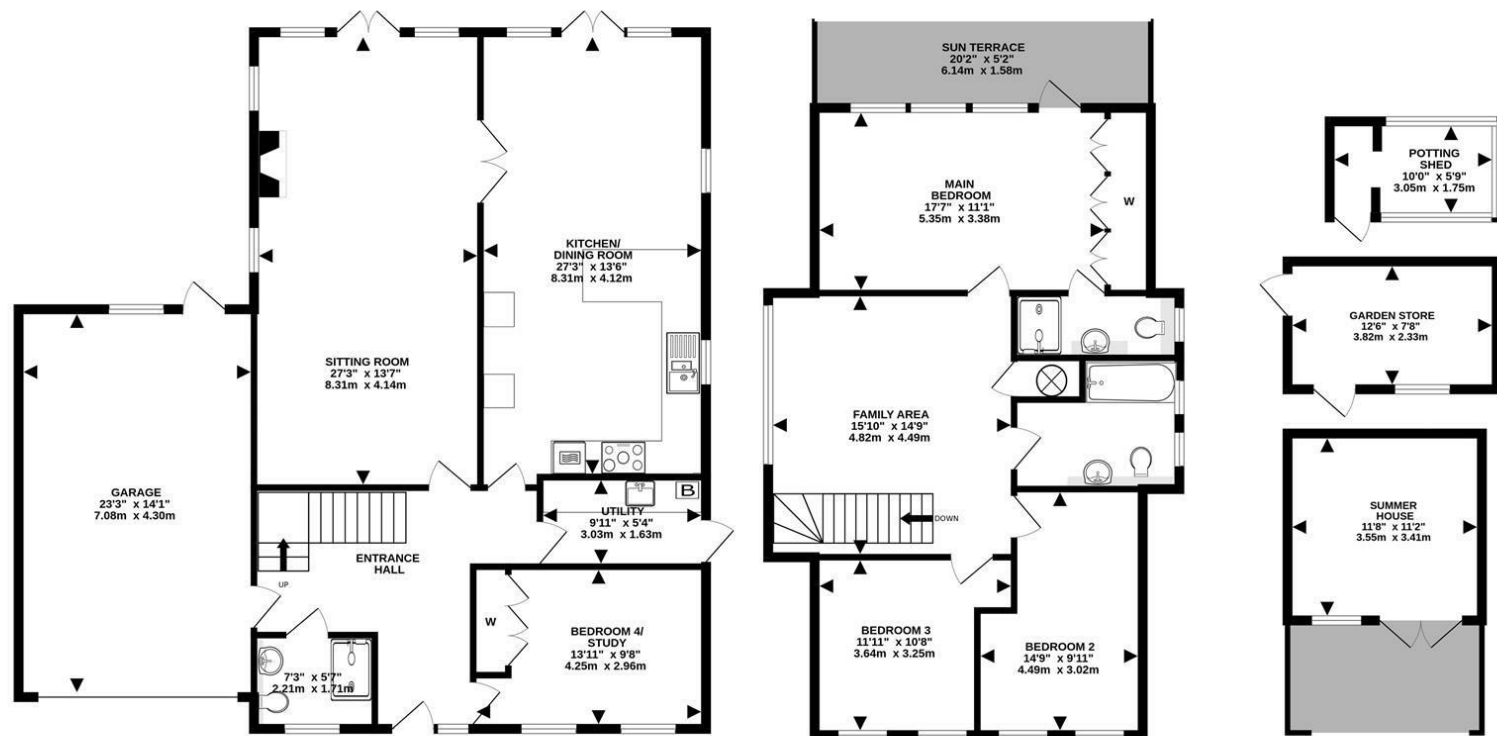 SITTING ROOM
27'3" x 13'7"
8.31m x 4.14m
KITCHEN/
DINING ROOM
27'3" x 13'6"
8.31m x 4.12m
GARAGE
23'3" x 14'1"
7.08m x 4.30m
UTILITY
9'11" x 5'4"
3.03m x 1.63m
B
ENTRANCE
HALL
UP
7'3" x 5'7"
2.21m x 1.71m
W
BEDROOM 4/
STUDY
13'11" x 9'8"
4.25m x 2.96m
SUN TERRACE
20'2" x 5'2"
6.14m x 1.58m
MAIN
BEDROOM
17'7" x 11'1"
5.35m x 3.38m
W
FAMILY AREA
15'10" x 14'9"
4.82m x 4.49m
DOWN
BEDROOM 3
11'11" x 10'8"
3.64m x 3.25m
BEDROOM 2
14'9" x 9'11"
4.49m x 3.02m
POTTING
SHED
10'0" x 5'9"
3.05m x 1.75m
GARDEN STORE
12'6" x 7'8"
3.82m x 2.33m
SUMMER
HOUSE
11'8" x 11'2"
3.55m x 3.41m